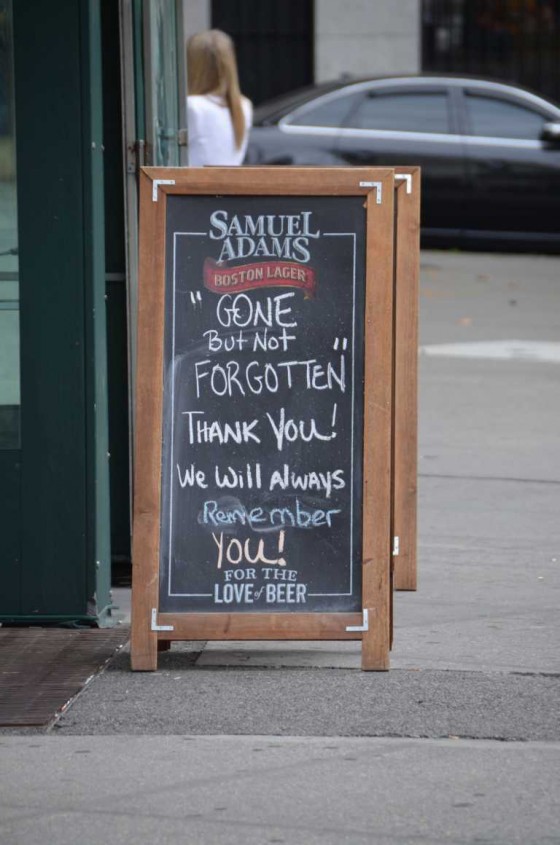 SAMUEL
ADAMS
BOSTON LAGER
"GONE
But Not
FORGOTTEN"
THANK YOU!
We Will Always
Remember
YOU!
FOR THE
LOVE of BEER